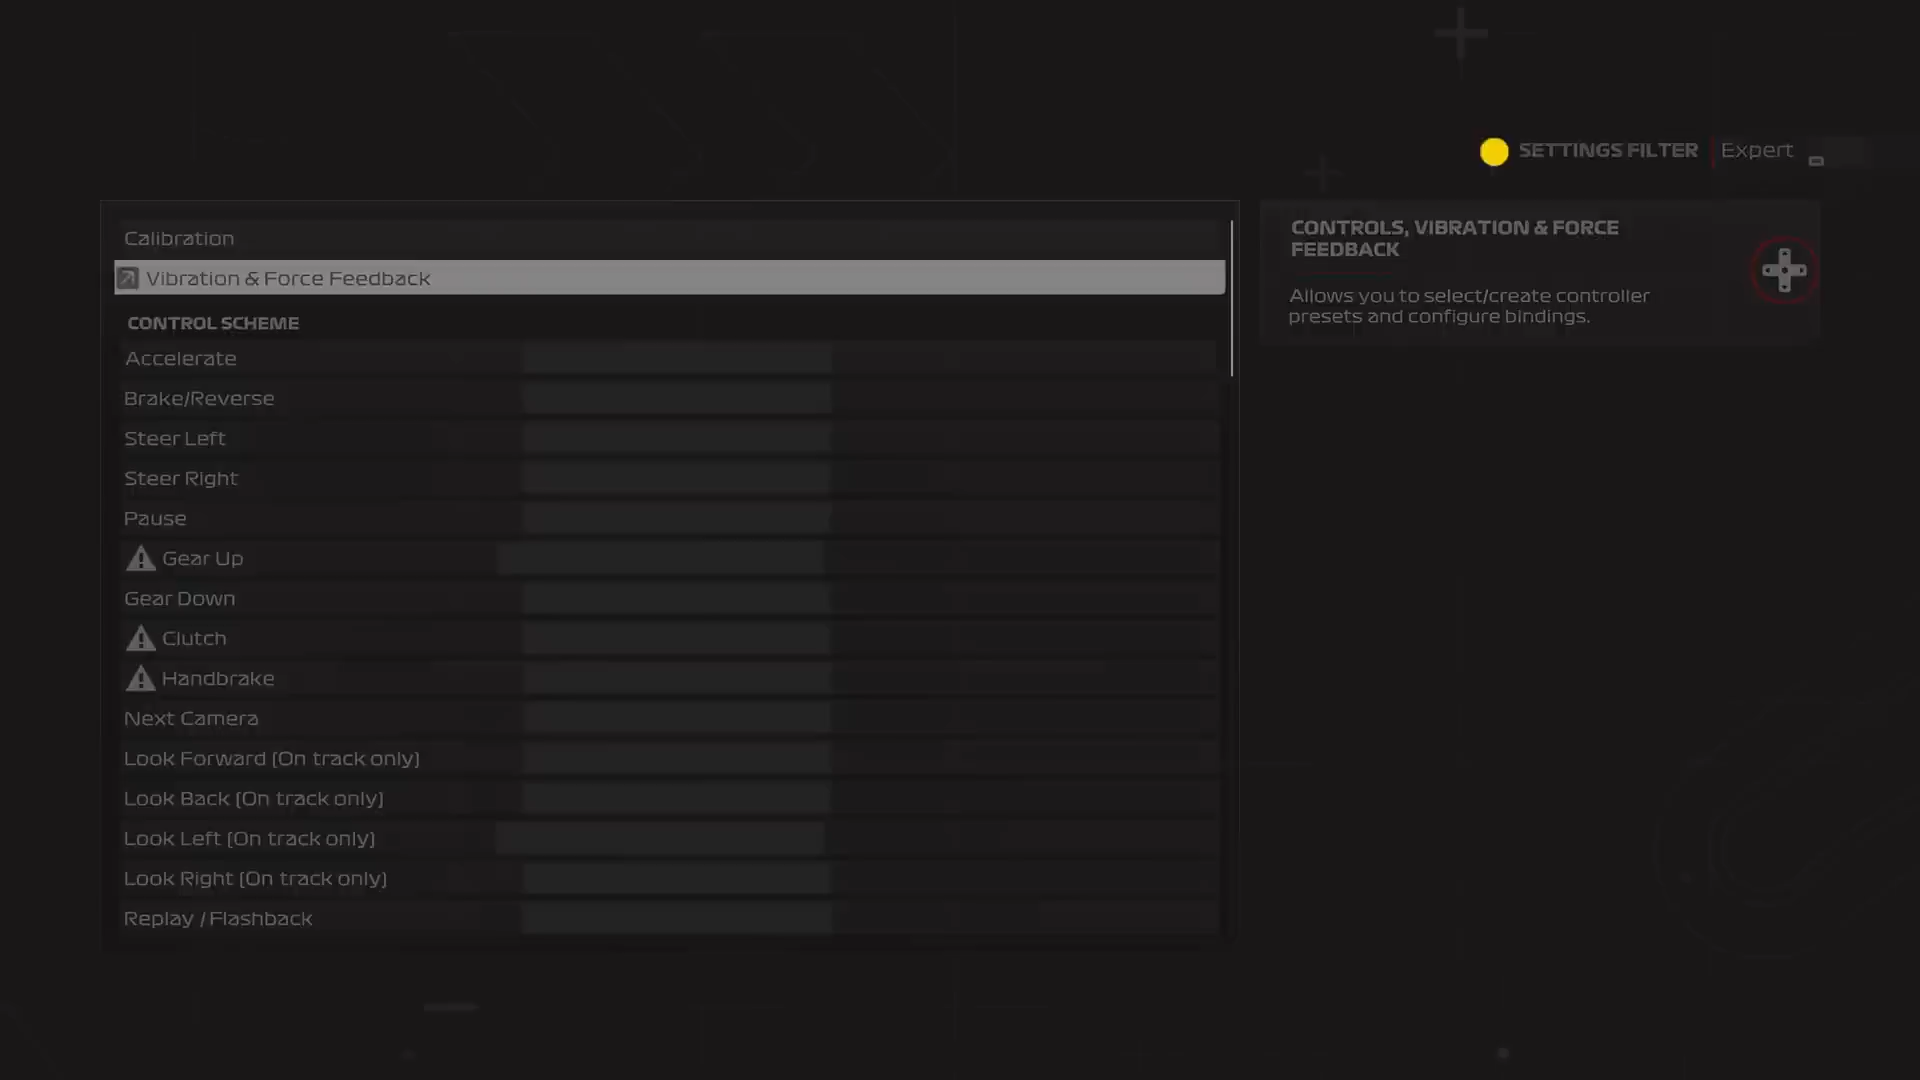 SETTINGS FILTER Expert
Calibration
Vibration & Force Feedback
CONTROL SCHEME
Accelerate
Brake/Reverse
Steer Left
Steer Right
Pause
Gear Up
Gear Down
Clutch
Handbrake
Next Camera
Look Forward (On track only)
Look Back (On track only)
Look Left (On track only)
Look Right (On track only)
Replay / Flashback
CONTROLS, VIBRATION & FORCE
FEEDBACK
Allows you to select/create controller
presets and configure bindings.